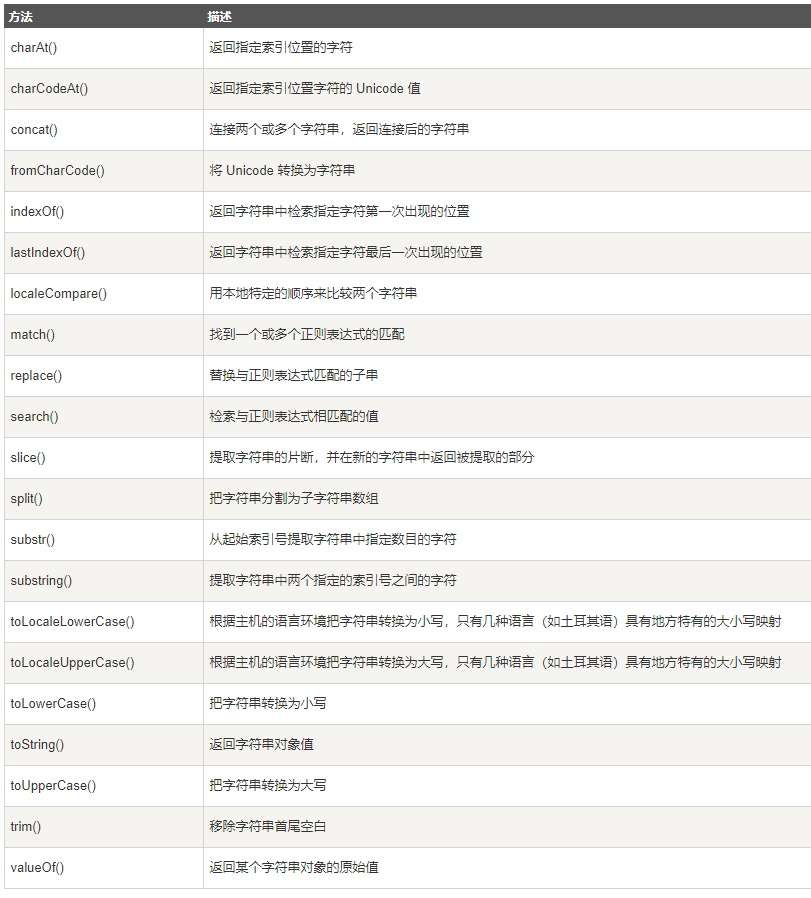 方法 描述
charAt() 返回指定索引位置的字符
charCodeAt() 返回指定索引位置字符的 Unicode 值
concat() 连接两个或多个字符串，返回连接后的字符串
fromCharCode() 将 Unicode 转换为字符串
indexOf() 返回字符串中检索指定字符第一次出现的位置
lastIndexOf() 返回字符串中检索指定字符最后一次出现的位置
localeCompare() 用本地特定的顺序来比较两个字符串
match() 找到一个或多个正则表达式的匹配
replace() 替换与正则表达式匹配的子串
search() 检索与正则表达式相匹配的值
slice() 提取字符串的片断，并在新的字符串中返回被提取的部分
split() 把字符串分割为子字符串数组
substr() 从起始索引号提取字符串中指定数目的字符
substring() 提取字符串中两个指定的索引号之间的字符
toLocaleLowerCase() 根据主机的语言环境把字符串转换为小写，只有几种语言（如土耳其语）具有地方特有的大小写映射
toLocaleUpperCase() 根据主机的语言环境把字符串转换为大写，只有几种语言（如土耳其语）具有地方特有的大小写映射
toLowerCase() 把字符串转换为小写
toString() 返回字符串对象值
toUpperCase() 把字符串转换为大写
trim() 移除字符串首尾空白
valueOf() 返回某个字符串对象的原始值